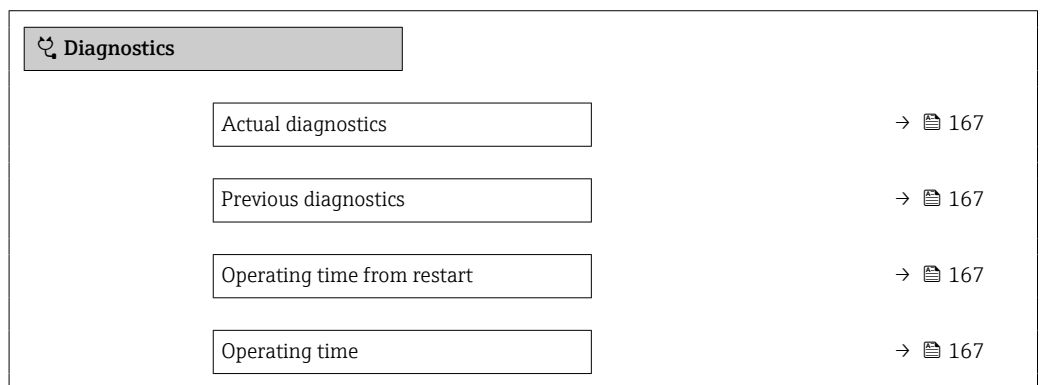 Diagnostics
Actual diagnostics → 167
Previous diagnostics → 167
Operating time from restart → 167
Operating time → 167